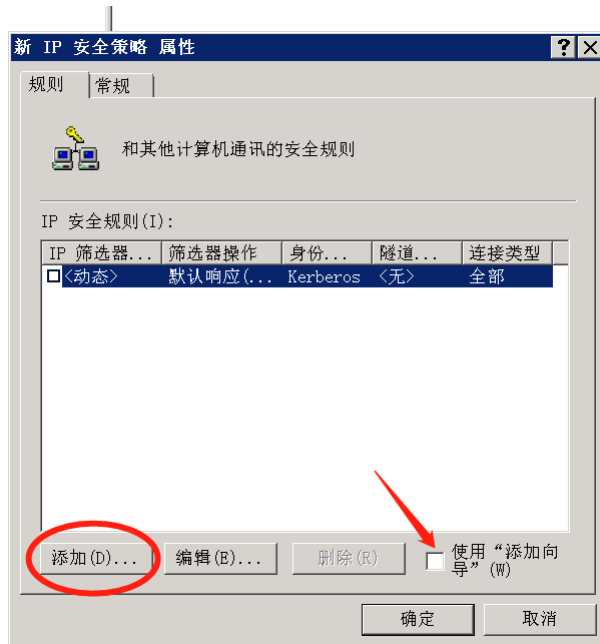 新 IP 安全策略 属性
规则
常规
和其他计算机通讯的安全规则
IP 安全规则(I):
IP 筛选器... 筛选器操作 身份... 隧道... 连接类型
<动态> 默认响应(... Kerberos <无> 全部
添加(D)... 编辑(E)... 删除(R) 使用“添加向
导”(W)
确定 取消